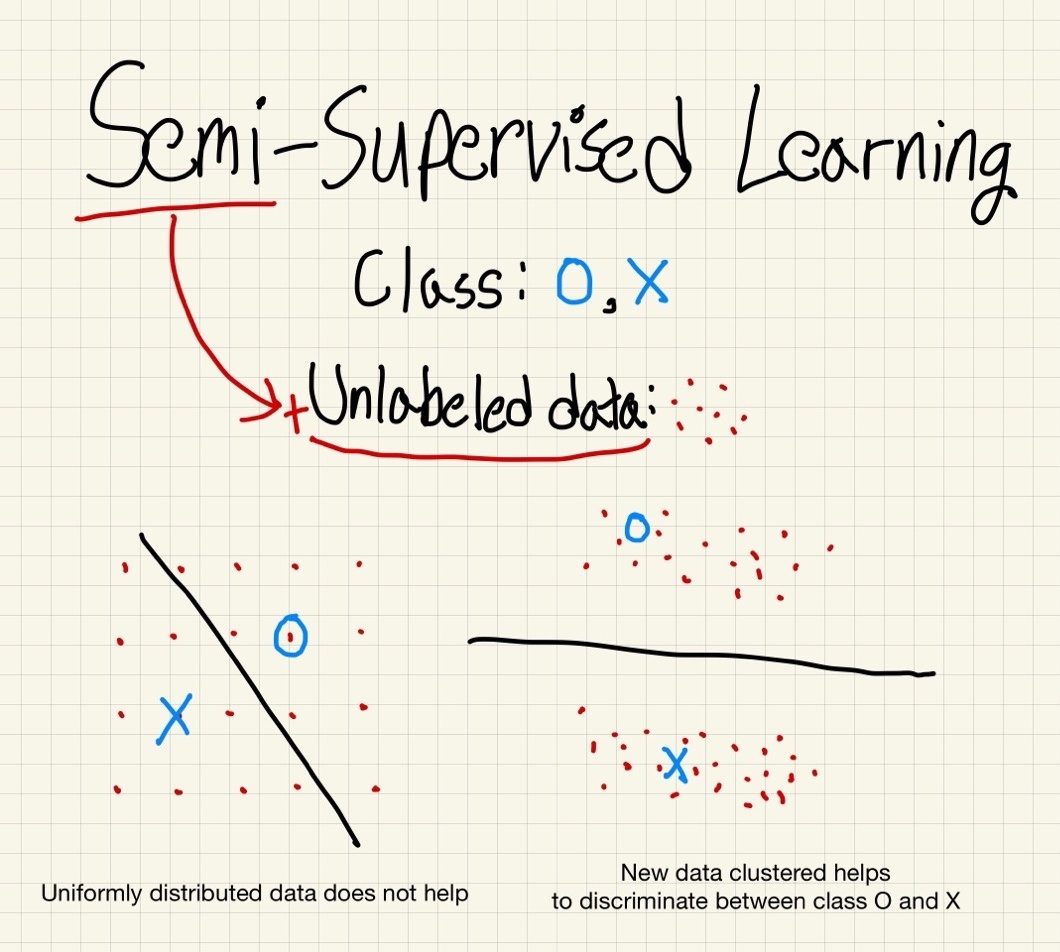 Semi-Supervised Learning
Class: O, X
+Unlabeled data:
O
O
X
X
Uniformly distributed data does not help
New data clustered helps
to discriminate between class O and X